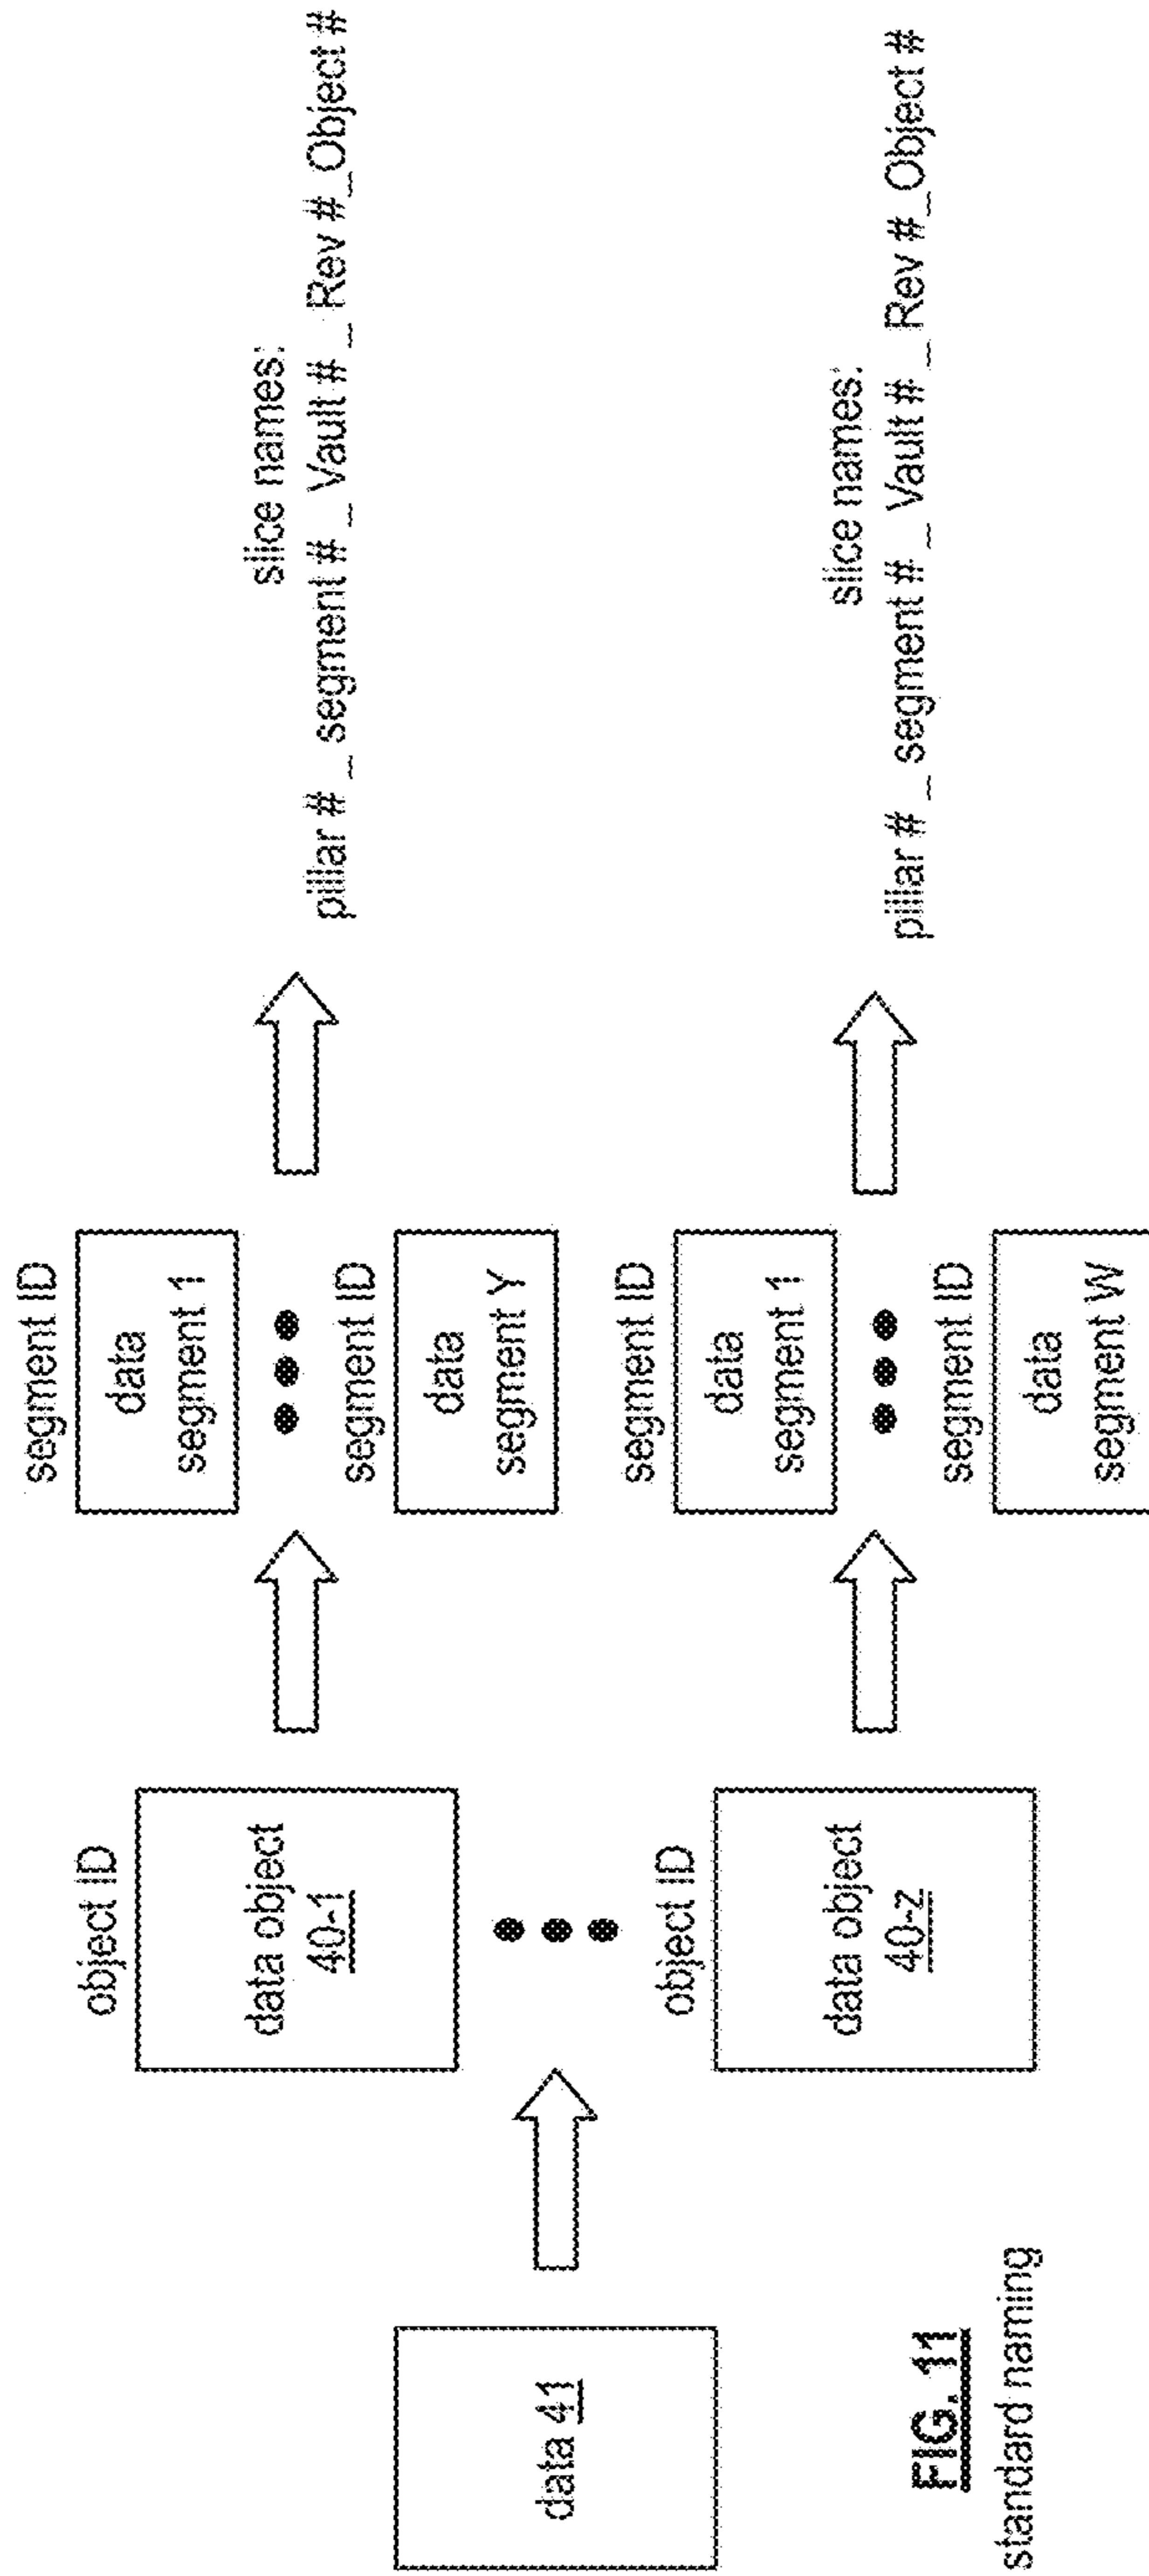 data 41
object ID
data object
40-1
object ID
data object
40-z
segment ID
data
segment 1
segment ID
data
segment Y
segment ID
data
segment 1
segment ID
data
segment W
slice names:
pillar # _ segment # _ Vault # _ Rev #_Object #
slice names:
pillar # _ segment # _ Vault # _ Rev #_Object #
FIG. 11
standard naming